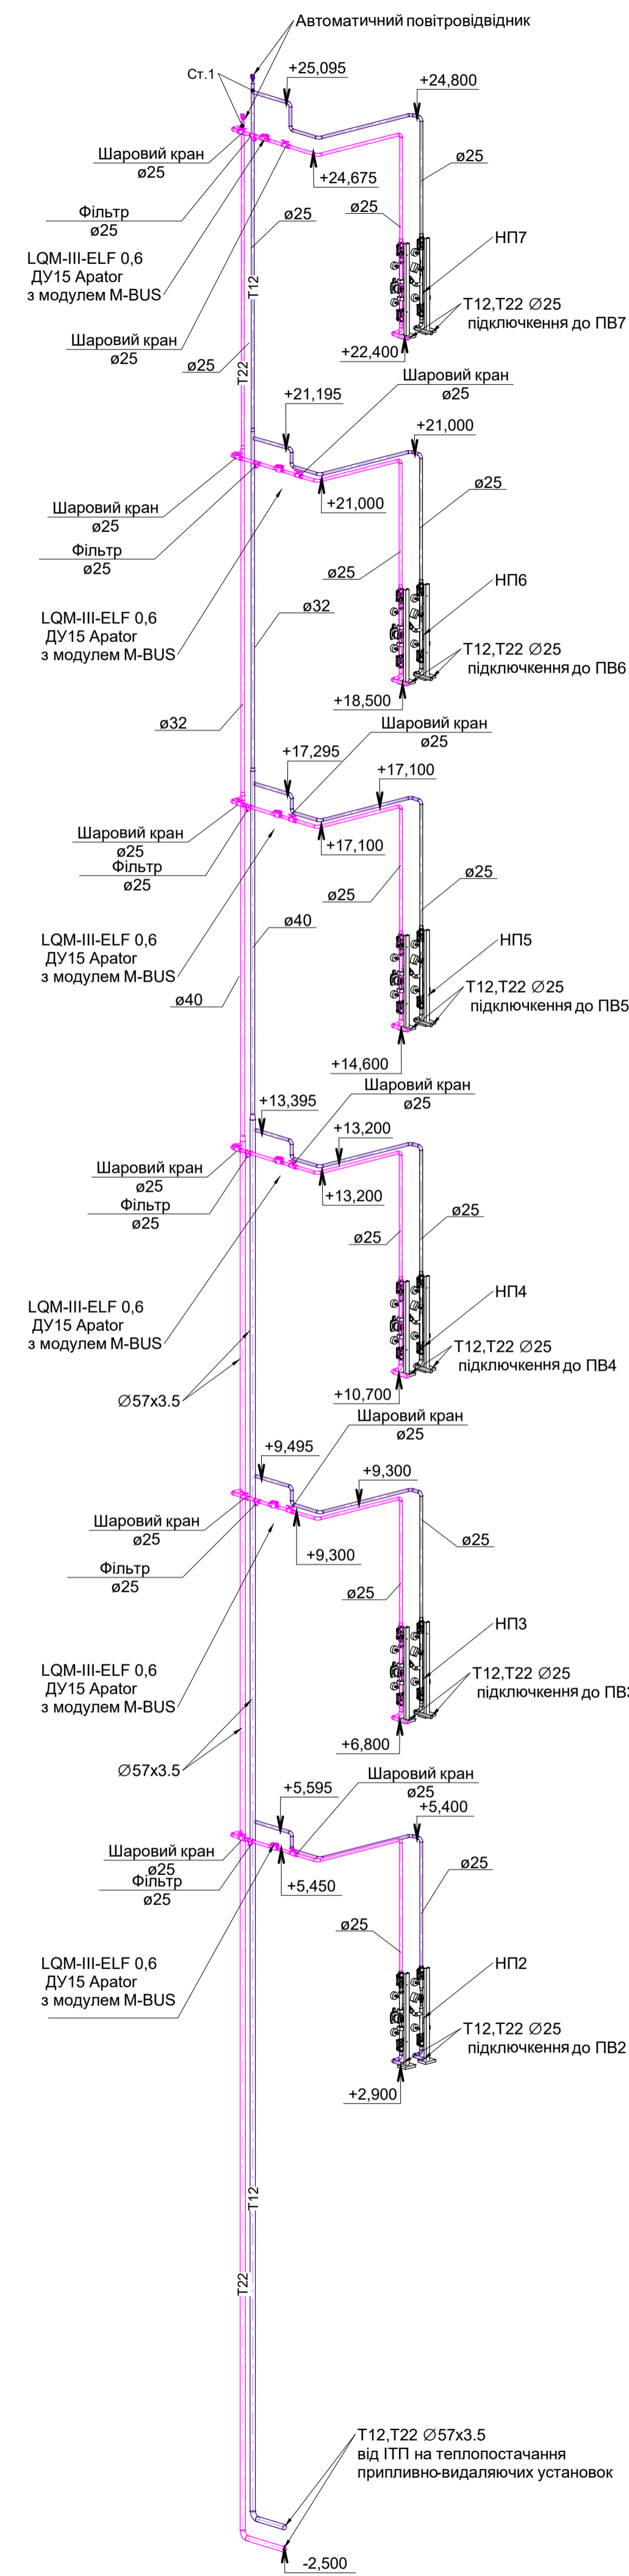 Автоматичний повітровідвідник
+25,095
Ст.1
+24,800
Шаровий кран
ø25
ø25
+24,675
Фільтр
ø25
ø25
ø25
LQM-III-ELF 0,6
ДУ15 Apator
з модулем M-BUS
НП7
T12
T12,T22 ∅25
підключкення до ПВ7
Шаровий кран
ø25
ø25
T22
+22,400
Шаровий кран
ø25
+21,195
+21,000
Шаровий кран
ø25
ø25
+21,000
Фільтр
ø25
ø25
НП6
LQM-III-ELF 0,6
ДУ15 Apator
з модулем M-BUS
ø32
T12,T22 ∅25
підключкення до ПВ6
+18,500
ø32
Шаровий кран
ø25
+17,295
+17,100
Шаровий кран
ø25
+17,100
Фільтр
ø25
ø25
ø25
LQM-III-ELF 0,6
ДУ15 Apator
з модулем M-BUS
ø40
НП5
T12,T22 ∅25
підключкення до ПВ5
ø40
+14,600
Шаровий кран
ø25
+13,395
+13,200
Шаровий кран
ø25
+13,200
Фільтр
ø25
ø25
ø25
НП4
LQM-III-ELF 0,6
ДУ15 Apator
з модулем M-BUS
T12,T22 ∅25
підключкення до ПВ4
∅57x3.5
+10,700
Шаровий кран
ø25
+9,495
+9,300
Шаровий кран
ø25
+9,300
Фільтр
ø25
ø25
ø25
НП3
LQM-III-ELF 0,6
ДУ15 Apator
з модулем M-BUS
T12,T22 ∅25
підключкення до ПВ3
+6,800
∅57x3.5
Шаровий кран
ø25
+5,595
+5,400
Шаровий кран
ø25
Фільтр
ø25
+5,450
ø25
ø25
LQM-III-ELF 0,6
ДУ15 Apator
з модулем M-BUS
НП2
T12,T22 ∅25
підключкення до ПВ2
+2,900
T12
T22
T12,T22 ∅57x3.5
від ІТП на теплопостачання
припливно-видаляючих установок
-2,500